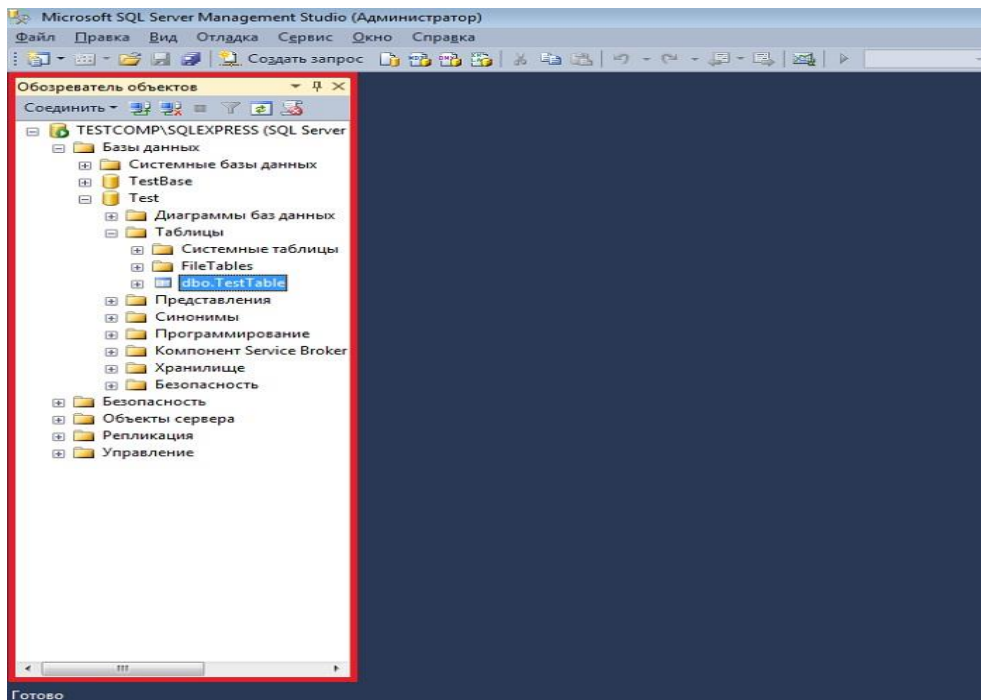 Microsoft SQL Server Management Studio (Администратор)
Файл Правка Вид Отладка Сервис Окно Справка
Создать запрос
Обозреватель объектов
Соединить
TESTCOMP\SQLEXPRESS (SQL Server
Базы данных
Системные базы данных
TestBase
Test
Диаграммы баз данных
Таблицы
Системные таблицы
FileTables
dbo.TestTable
Представления
Синонимы
Программирование
Компонент Service Broker
Хранилище
Безопасность
Безопасность
Объекты сервера
Репликация
Управление
Готово